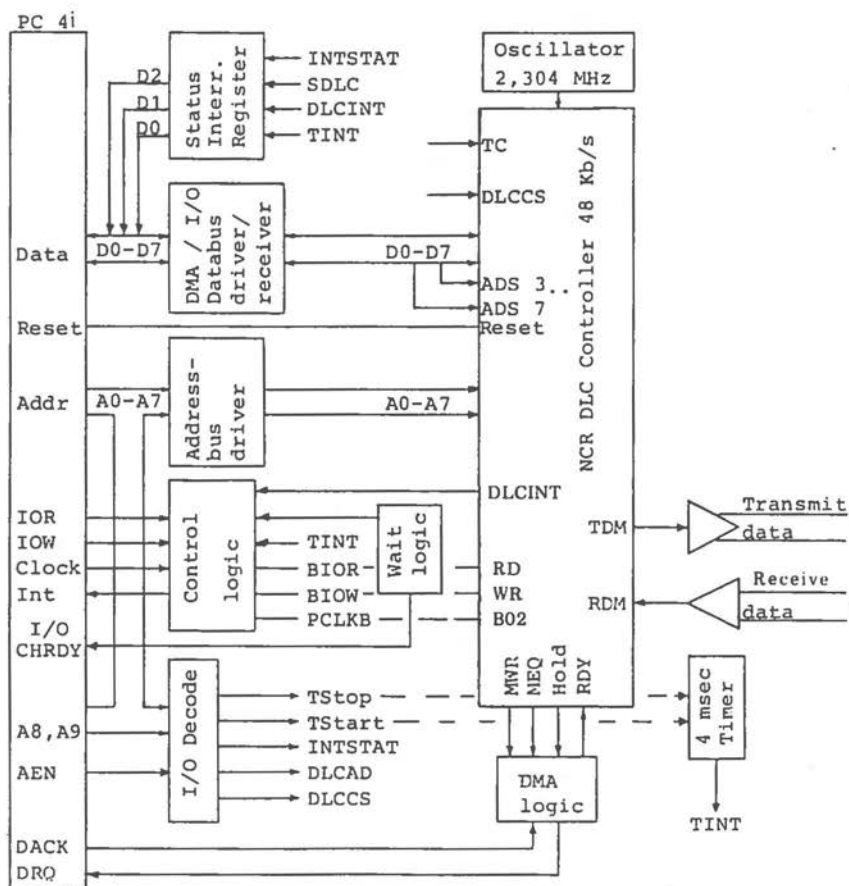 PC 4i
Oscillator
2,304 MHz
D2
D1
D0
Status
Interr.
Register
INTSTAT
SDLC
DLCINT
TINT
TC
DLCCS
NCR DLC Controller 48 Kb/s
Data
D0-D7
DMA / I/O
Databus
driver/
receiver
D0-D7
ADS 3..
ADS 7
Reset
Reset
Addr
A0-A7
Address-
bus
driver
A0-A7
DLCINT
IOR
IOW
Clock
Int
I/O
CHRDY
Control
logic
TINT
BIOR
BIOW
PCLKB
Wait
logic
RD
WR
B02
TDM
Transmit
data
RDM
Receive
data
MWR
MEQ
Hold
RDY
A8,A9
AEN
I/O Decode
TStop
TStart
INTSTAT
DLCAD
DLCCS
4 msec
Timer
TINT
DMA
logic
DACK
DRQ